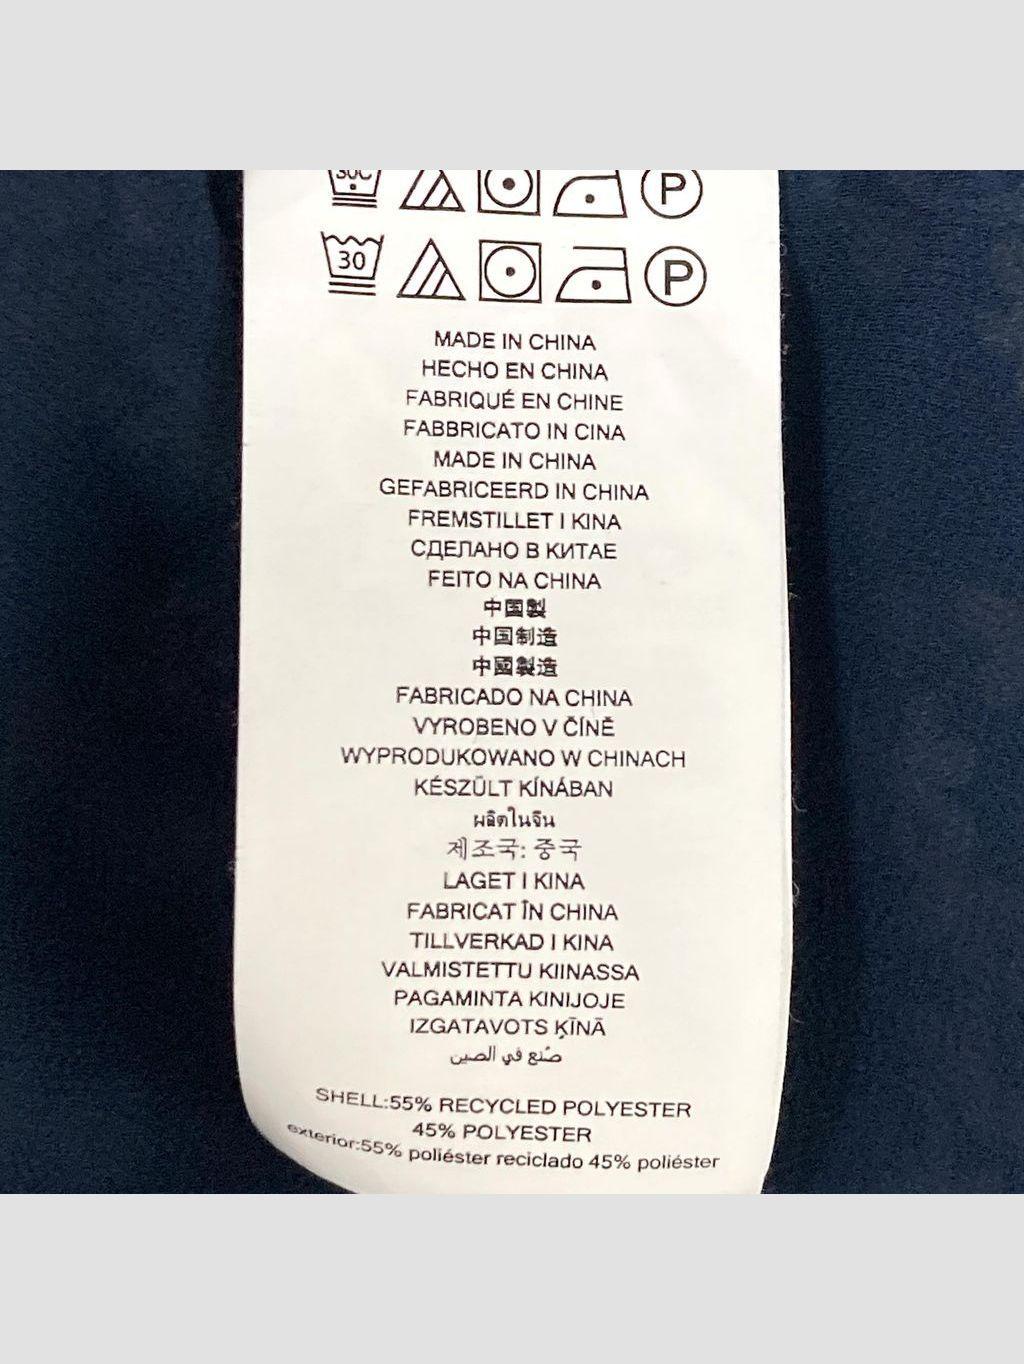 30C P
30 P
MADE IN CHINA
HECHO EN CHINA
FABRIQUÉ EN CHINE
FABBRICATO IN CINA
MADE IN CHINA
GEFABRICEERD IN CHINA
FREMSTILLET I KINA
СДЕЛАНО В КИТАЕ
FEITO NA CHINA
中国製
中国制造
中國製造
FABRICADO NA CHINA
VYROBENO V ČÍNĚ
WYPRODUKOWANO W CHINACH
KÉSZÜLT KÍNÁBAN
ผลิตในจีน
제조국: 중국
LAGET I KINA
FABRICAT ÎN CHINA
TILLVERKAD I KINA
VALMISTETTU KIINASSA
PAGAMINTA KINIJOJE
IZGATAVOTS ĶĪNĀ
صُنع في الصين
SHELL:55% RECYCLED POLYESTER
45% POLYESTER
exterior:55% poliéster reciclado 45% poliéster